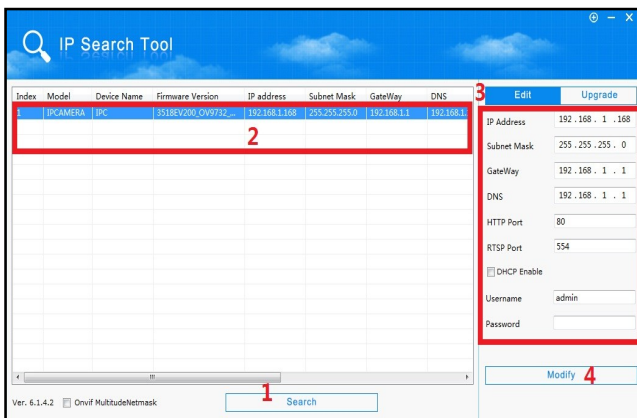 IP Search Tool
Index Model Device Name Firmware Version IP address Subnet Mask GateWay DNS
1 IPCAMERA IPC 3518EV200_OV9732_... 192.168.1.168 255.255.255.0 192.168.1.1 192.168.1.
2
3
Edit Upgrade
IP Address 192 . 168 . 1 . 168
Subnet Mask 255 . 255 . 255 . 0
GateWay 192 . 168 . 1 . 1
DNS 192 . 168 . 1 . 1
HTTP Port 80
RTSP Port 554
DHCP Enable
Username admin
Password
Modify 4
Ver. 6.1.4.2 Onvif MultitudeNetmask
1 Search